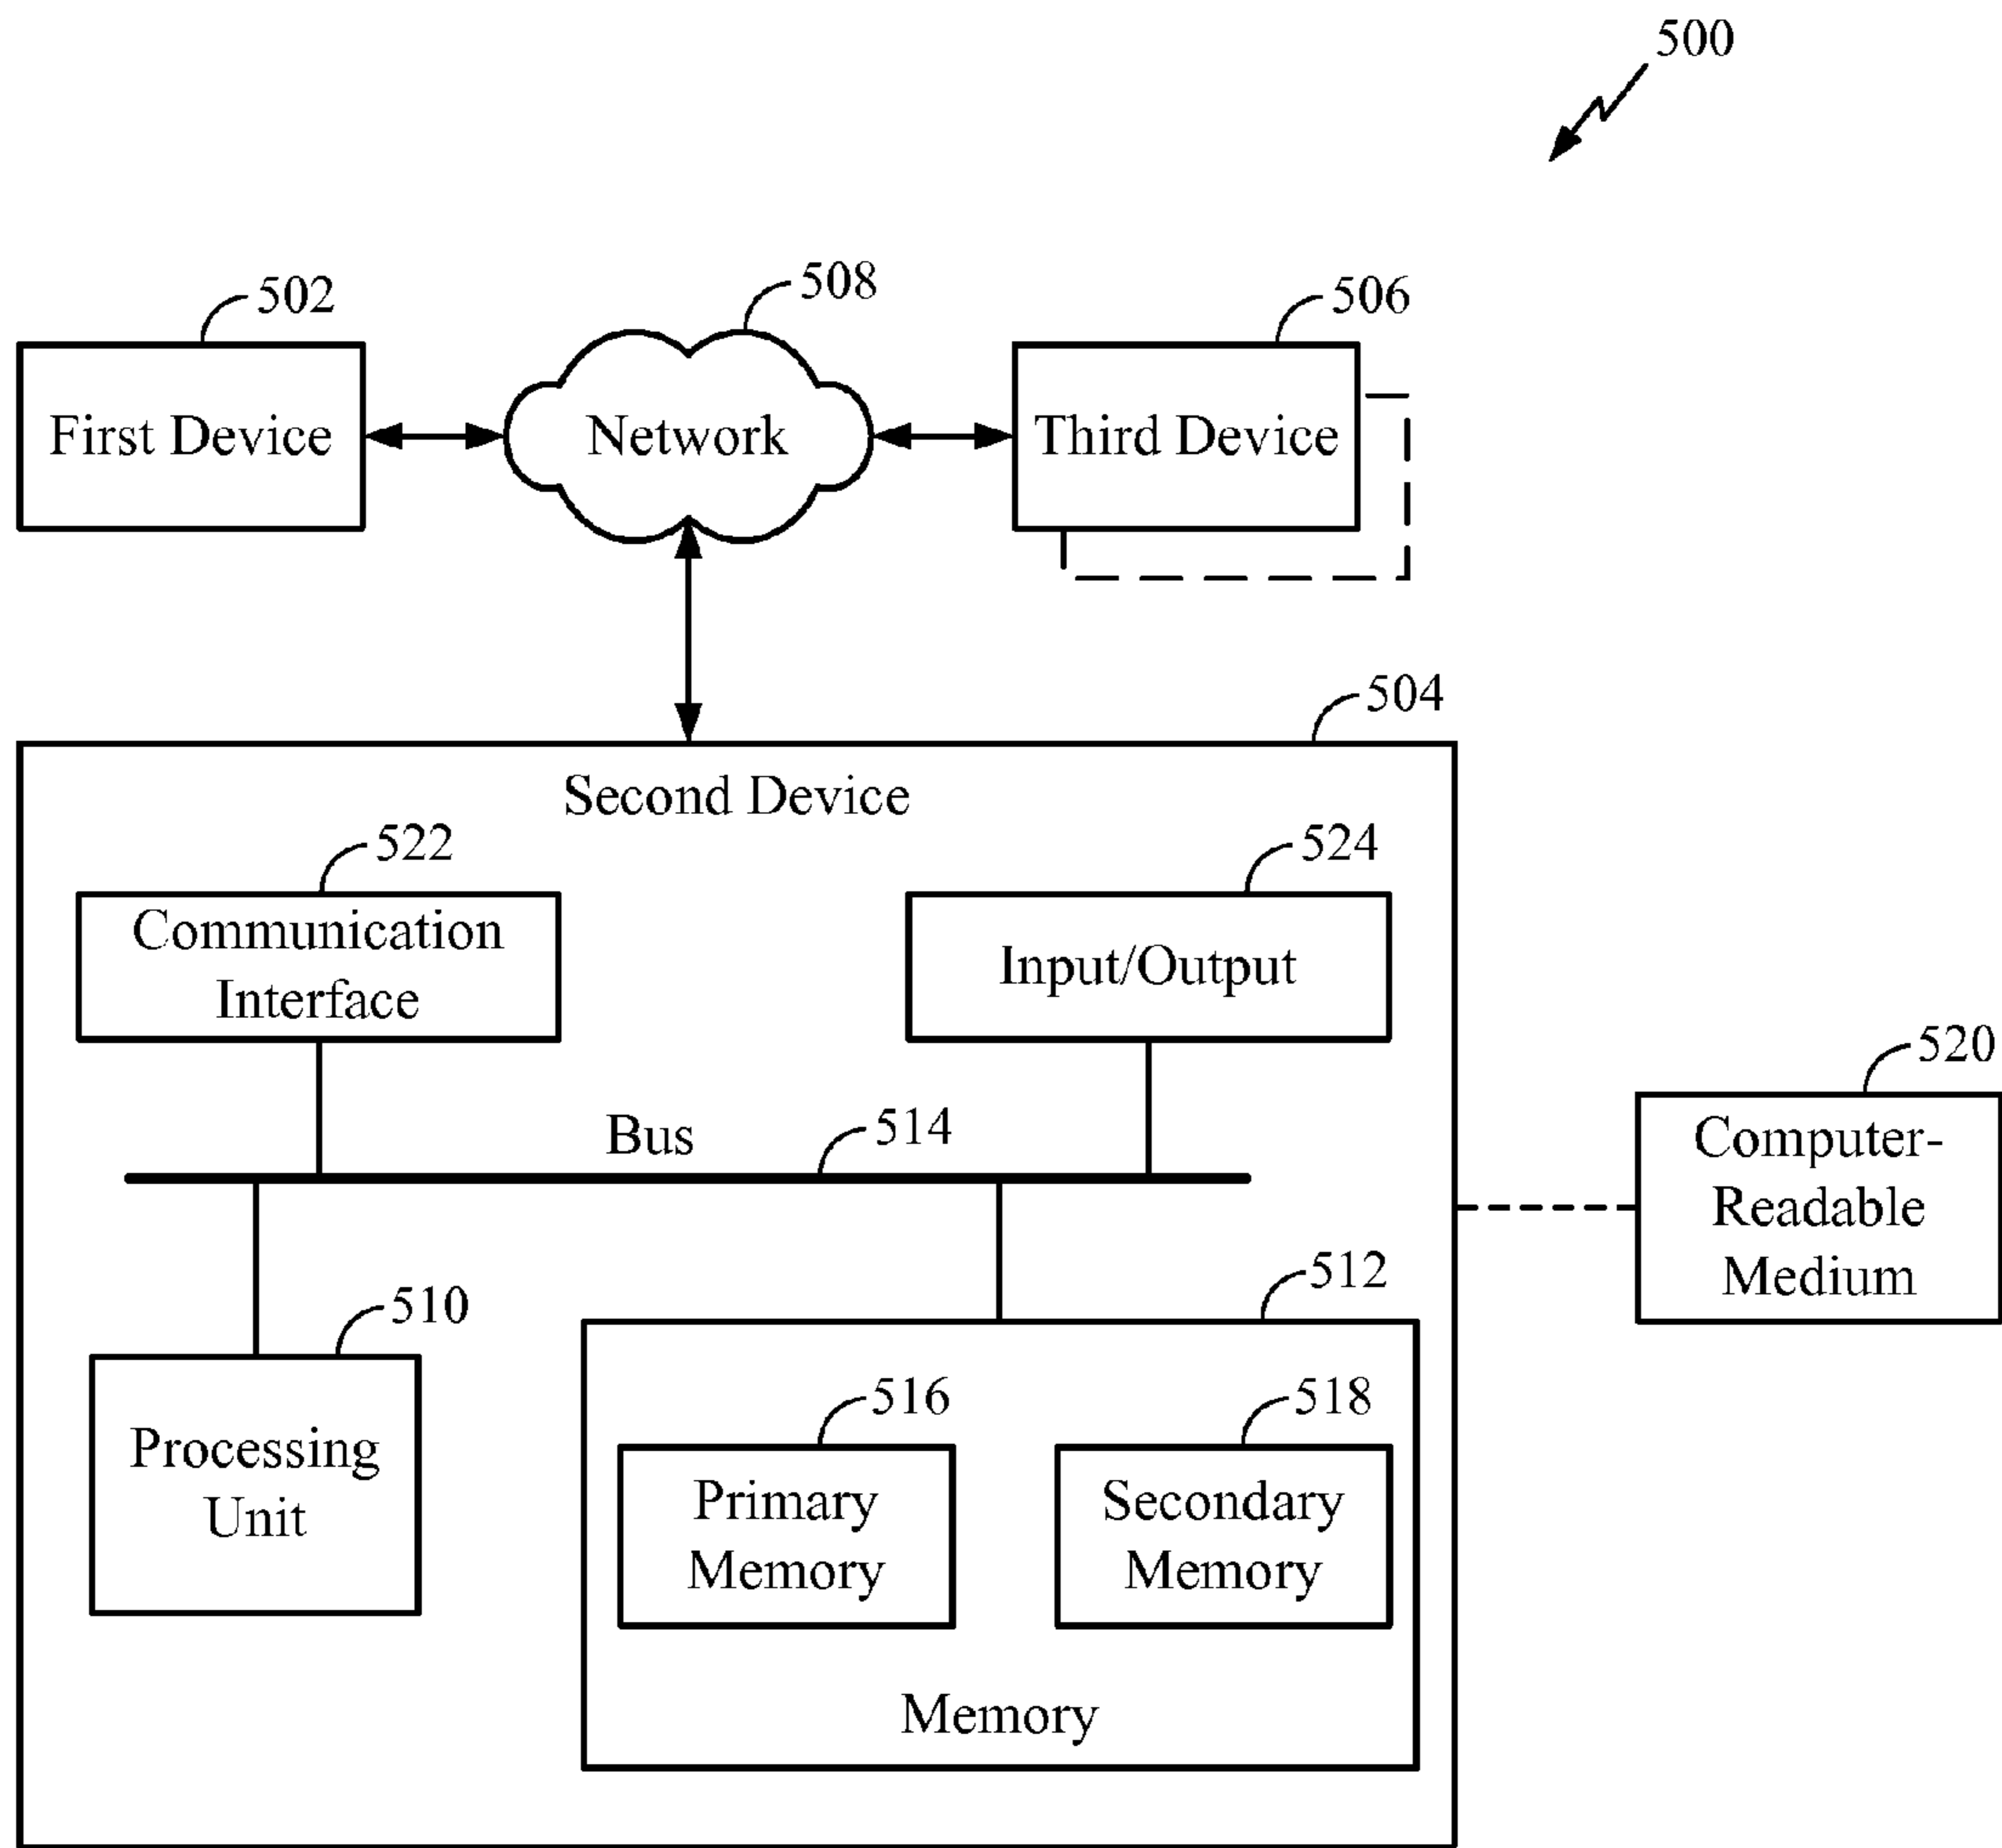 500
502
508
506
First Device
Network
Third Device
504
Second Device
522
524
Communication
Interface
Input/Output
520
Computer-
Readable
Medium
Bus
514
512
510
Processing
Unit
516
518
Primary
Memory
Secondary
Memory
Memory